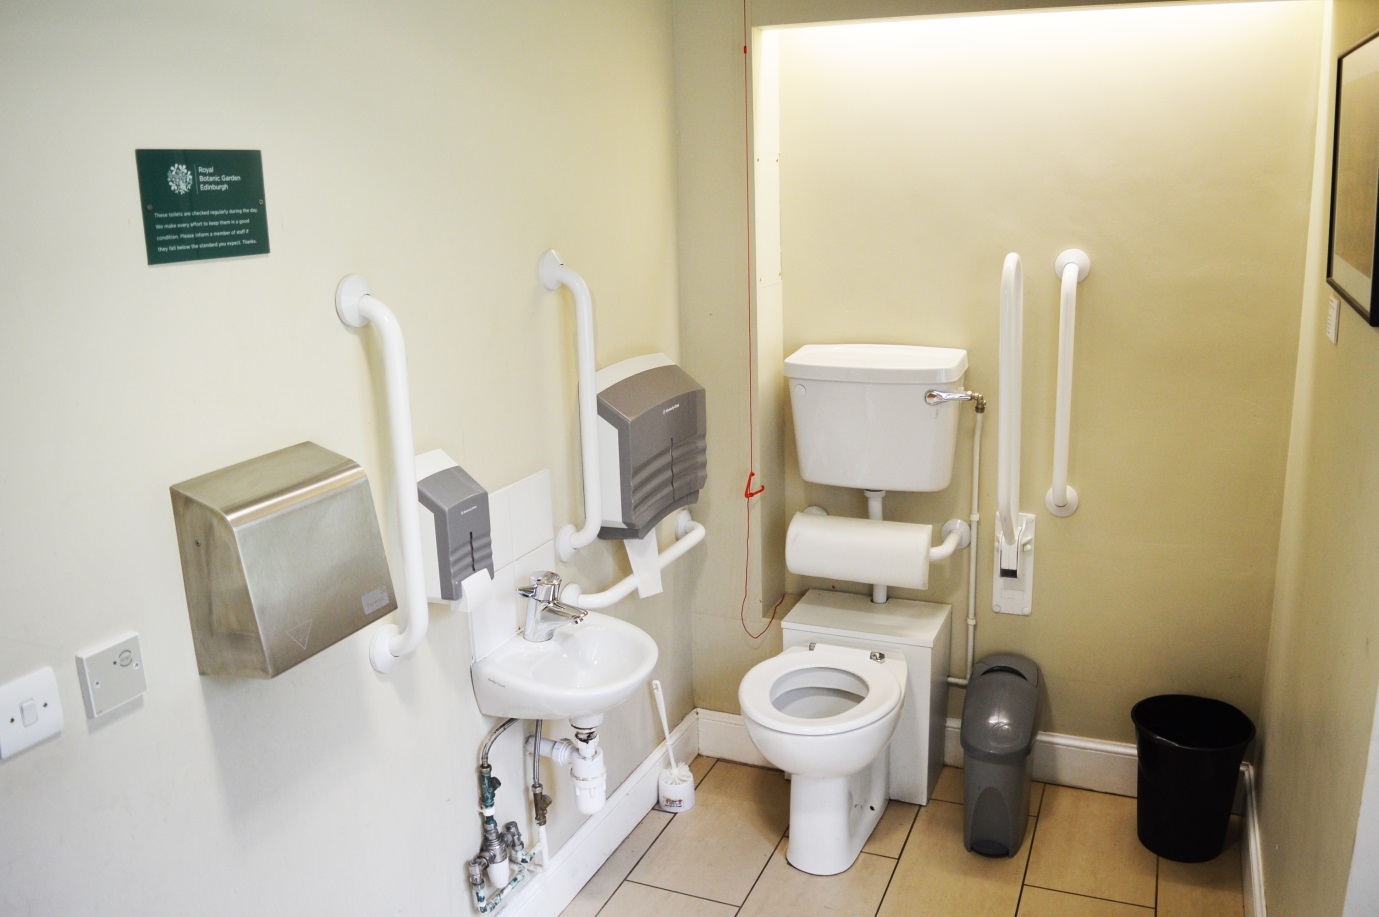 Royal
Botanic Garden
Edinburgh
These toilets are checked regularly during the day.
We make every effort to keep them in a good
condition. Please inform a member of staff if
they fall below the standard you expect. Thanks.